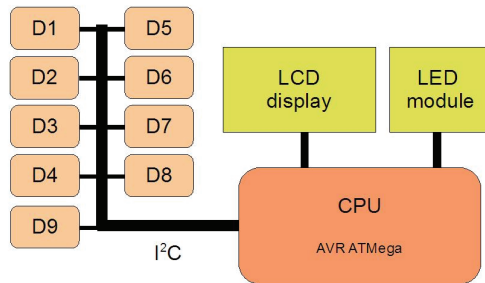 D1
D5
D2
D6
D3
D7
D4
D8
D9
I²C
LCD
display
LED
module
CPU
AVR ATMega